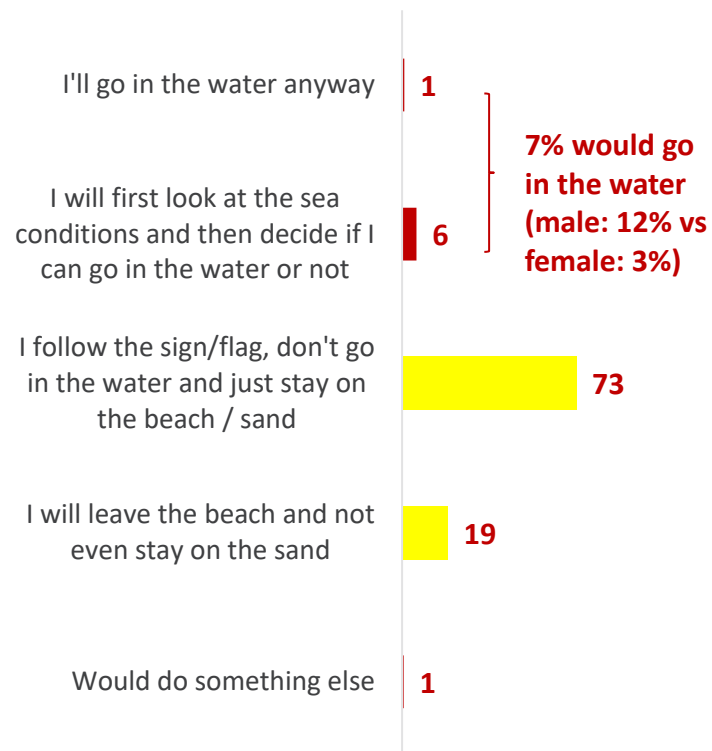 I'll go in the water anyway
1
I will first look at the sea
conditions and then decide if I
can go in the water or not
6
7% would go
in the water
(male: 12% vs
female: 3%)
I follow the sign/flag, don't go
in the water and just stay on
the beach / sand
73
I will leave the beach and not
even stay on the sand
19
Would do something else
1